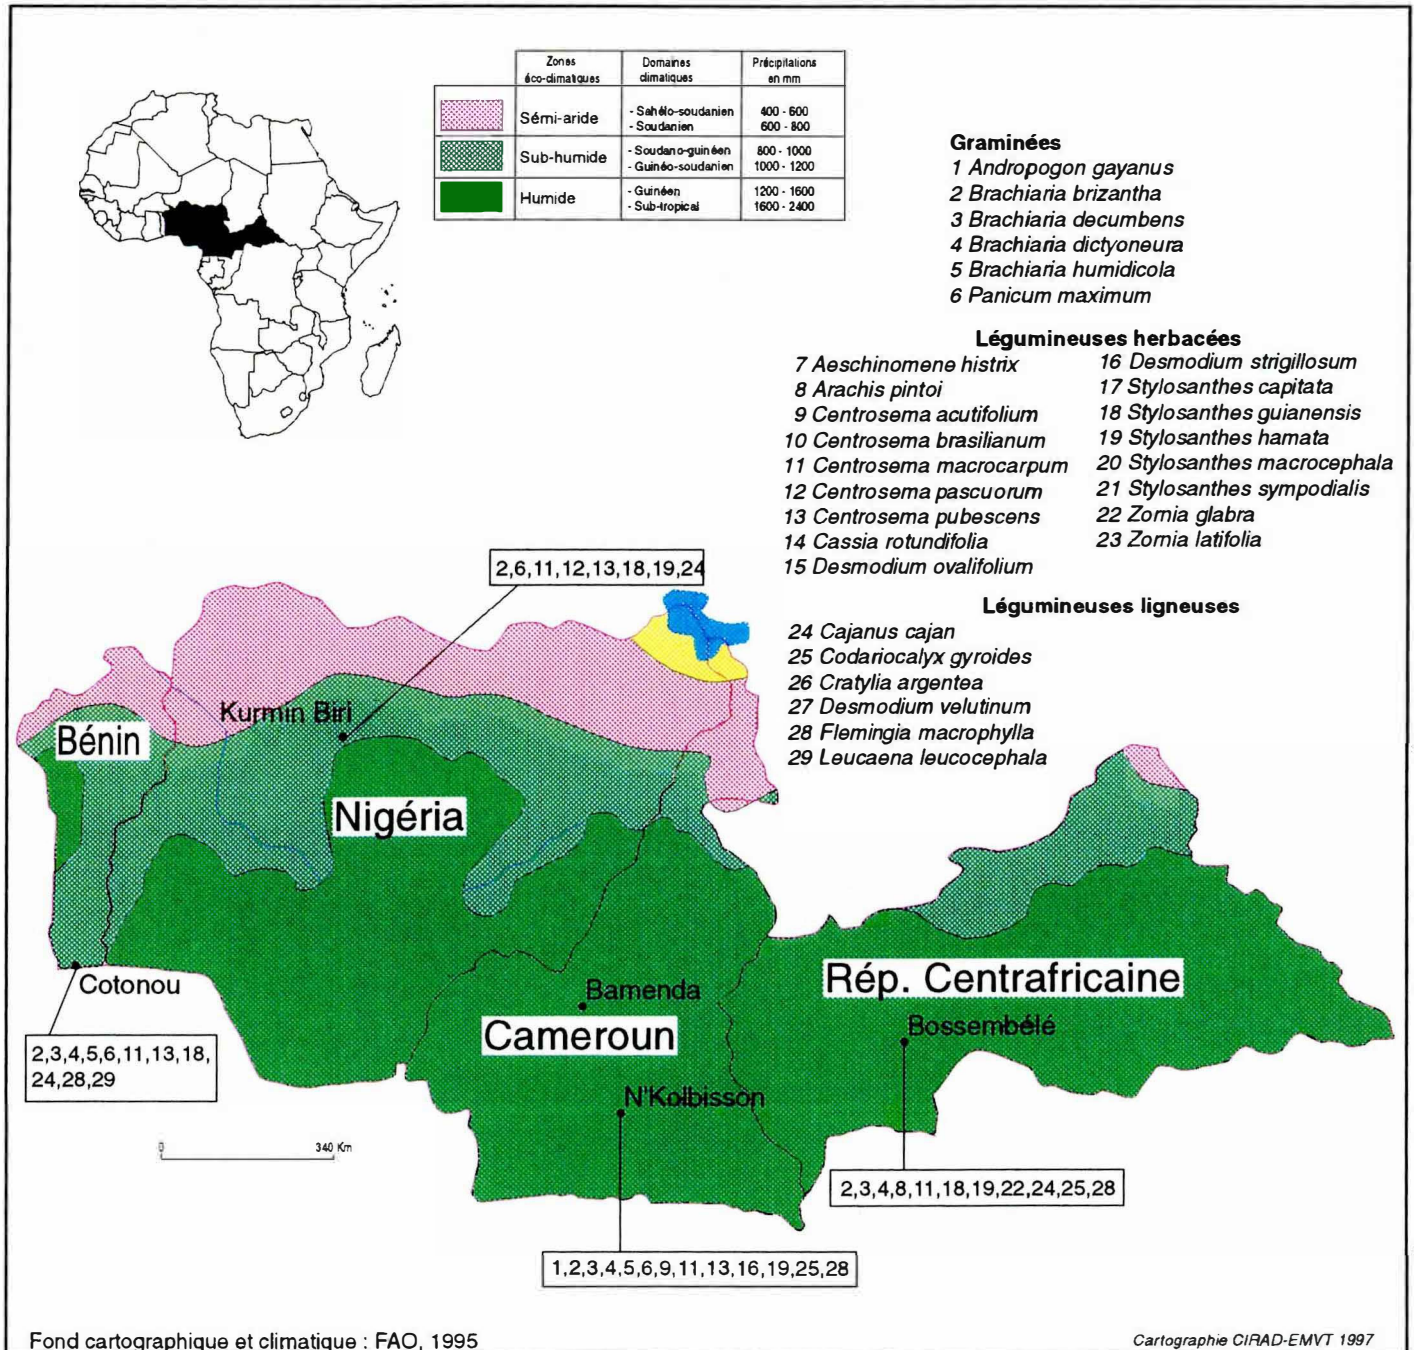 Zones éco-climatiques
Domaines climatiques
Précipitations en mm
Sémi-aride
- Sahélo-soudanien
- Soudanien
400 - 600
600 - 800
Sub-humide
- Soudano-guinéen
- Guinéo-soudanien
800 - 1000
1000 - 1200
Humide
- Guinéen
- Sub-tropical
1200 - 1600
1600 - 2400
Graminées
1 Andropogon gayanus
2 Brachiaria brizantha
3 Brachiaria decumbens
4 Brachiaria dictyoneura
5 Brachiaria humidicola
6 Panicum maximum
Légumineuses herbacées
7 Aeschinomene histrix
8 Arachis pintoi
9 Centrosema acutifolium
10 Centrosema brasilianum
11 Centrosema macrocarpum
12 Centrosema pascuorum
13 Centrosema pubescens
14 Cassia rotundifolia
15 Desmodium ovalifolium
16 Desmodium strigillosum
17 Stylosanthes capitata
18 Stylosanthes guianensis
19 Stylosanthes hamata
20 Stylosanthes macrocephala
21 Stylosanthes sympodialis
22 Zornia glabra
23 Zornia latifolia
Légumineuses ligneuses
24 Cajanus cajan
25 Codariocalyx gyroides
26 Cratylia argentea
27 Desmodium velutinum
28 Flemingia macrophylla
29 Leucaena leucocephala
2,6,11,12,13,18,19,24
Kurmin Biri
Bénin
Nigéria
Cotonou
Bamenda
Cameroun
Rép. Centrafricaine
Bossembélé
N'Kolbisson
2,3,4,5,6,11,13,18,
24,28,29
0 340 Km
2,3,4,8,11,18,19,22,24,25,28
1,2,3,4,5,6,9,11,13,16,19,25,28
Fond cartographique et climatique : FAO, 1995
Cartographie CIRAD-EMVT 1997